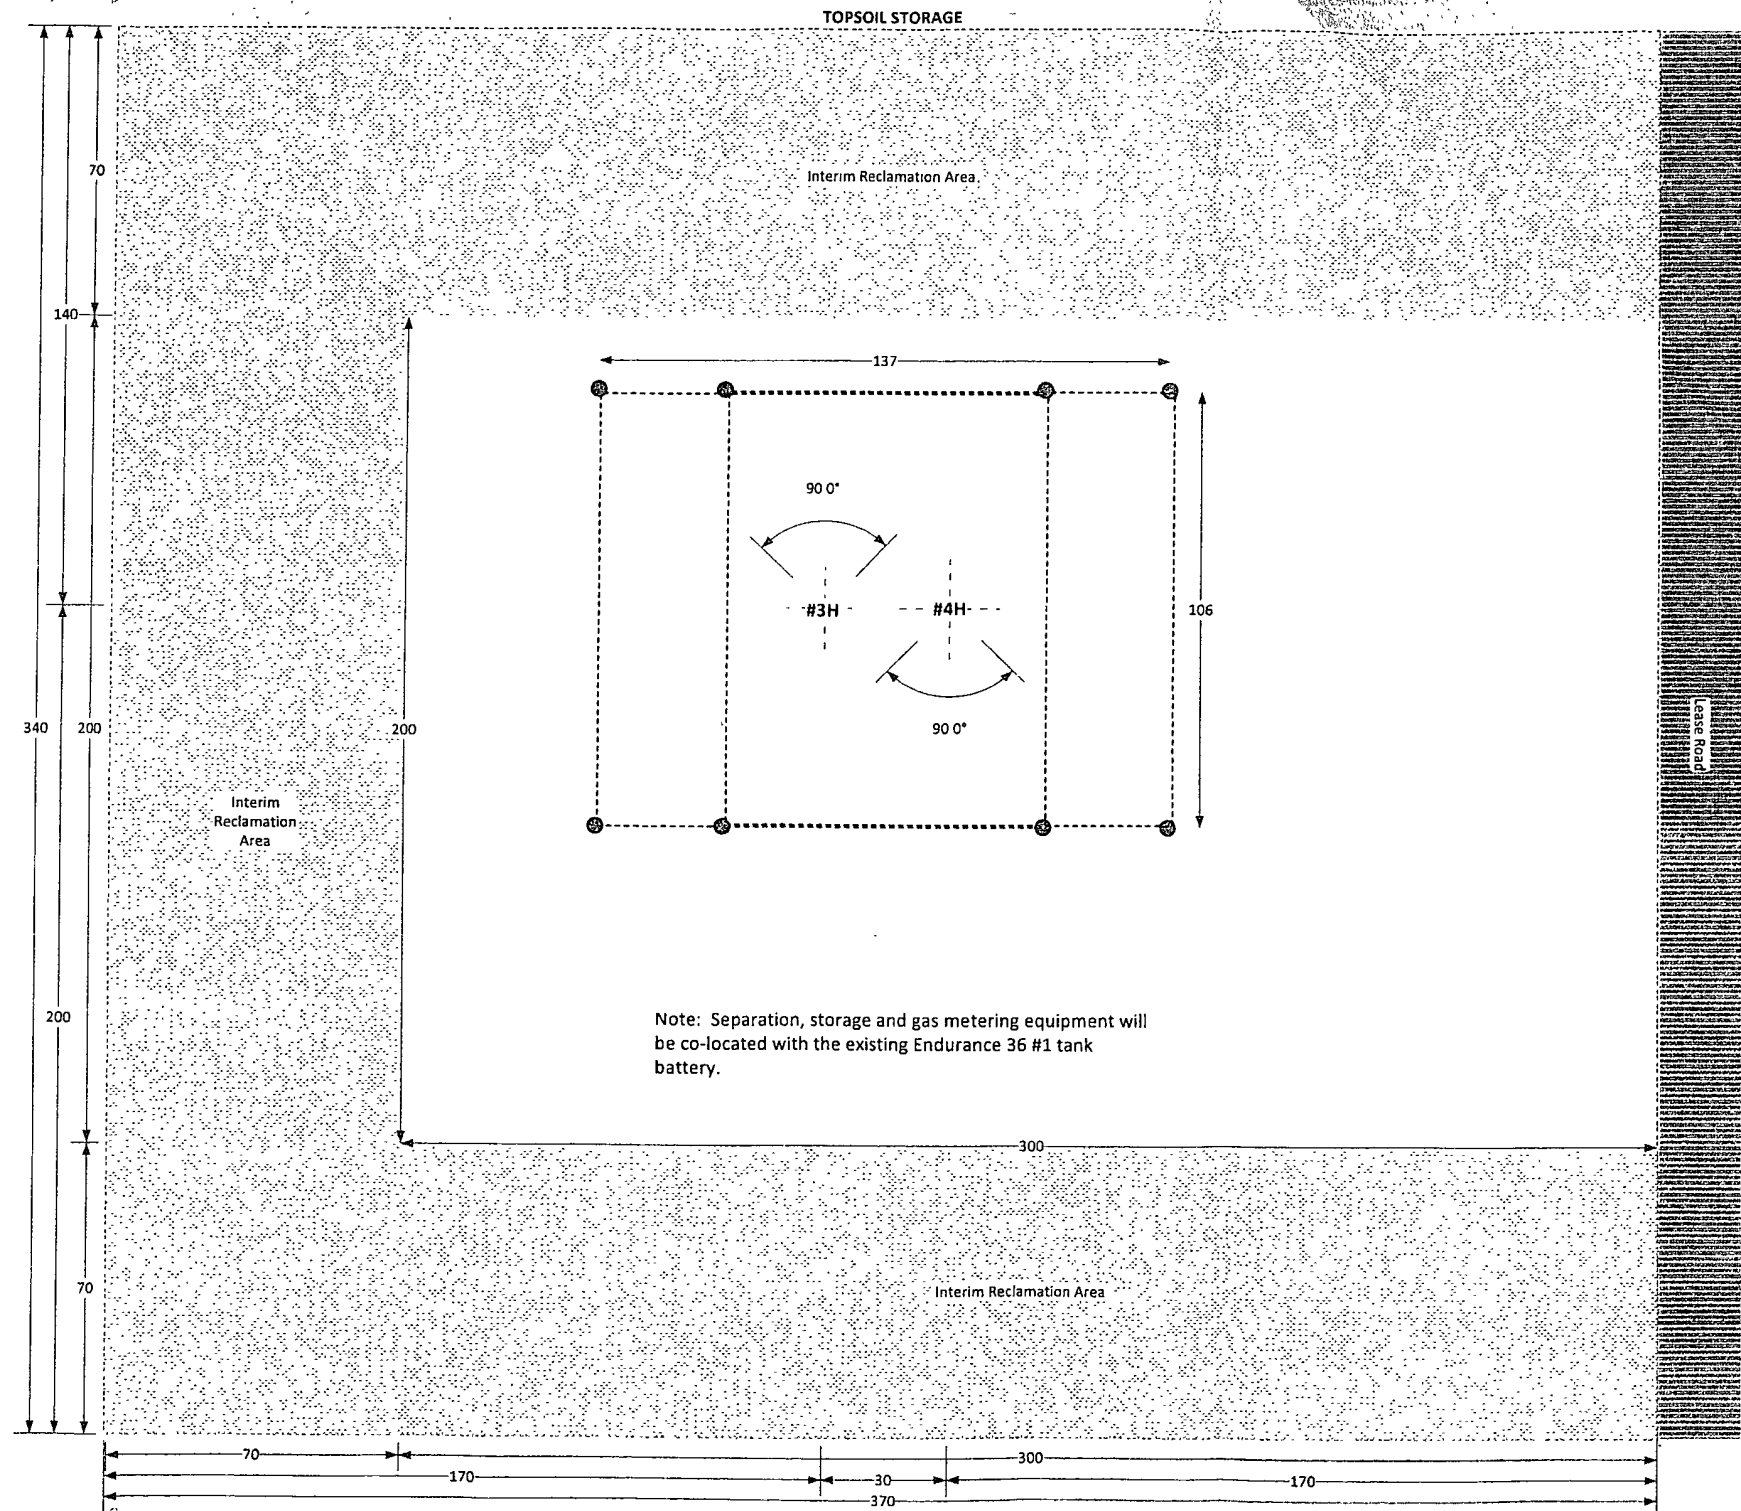 TOPSOIL STORAGE
70
Interim Reclamation Area
140
137
90 0°
#3H
#4H
106
90 0°
340
200
200
Lease Road
Interim
Reclamation
Area
200
Note: Separation, storage and gas metering equipment will
be co-located with the existing Endurance 36 #1 tank
battery.
300
70
Interim Reclamation Area
70
300
170
30
170
370